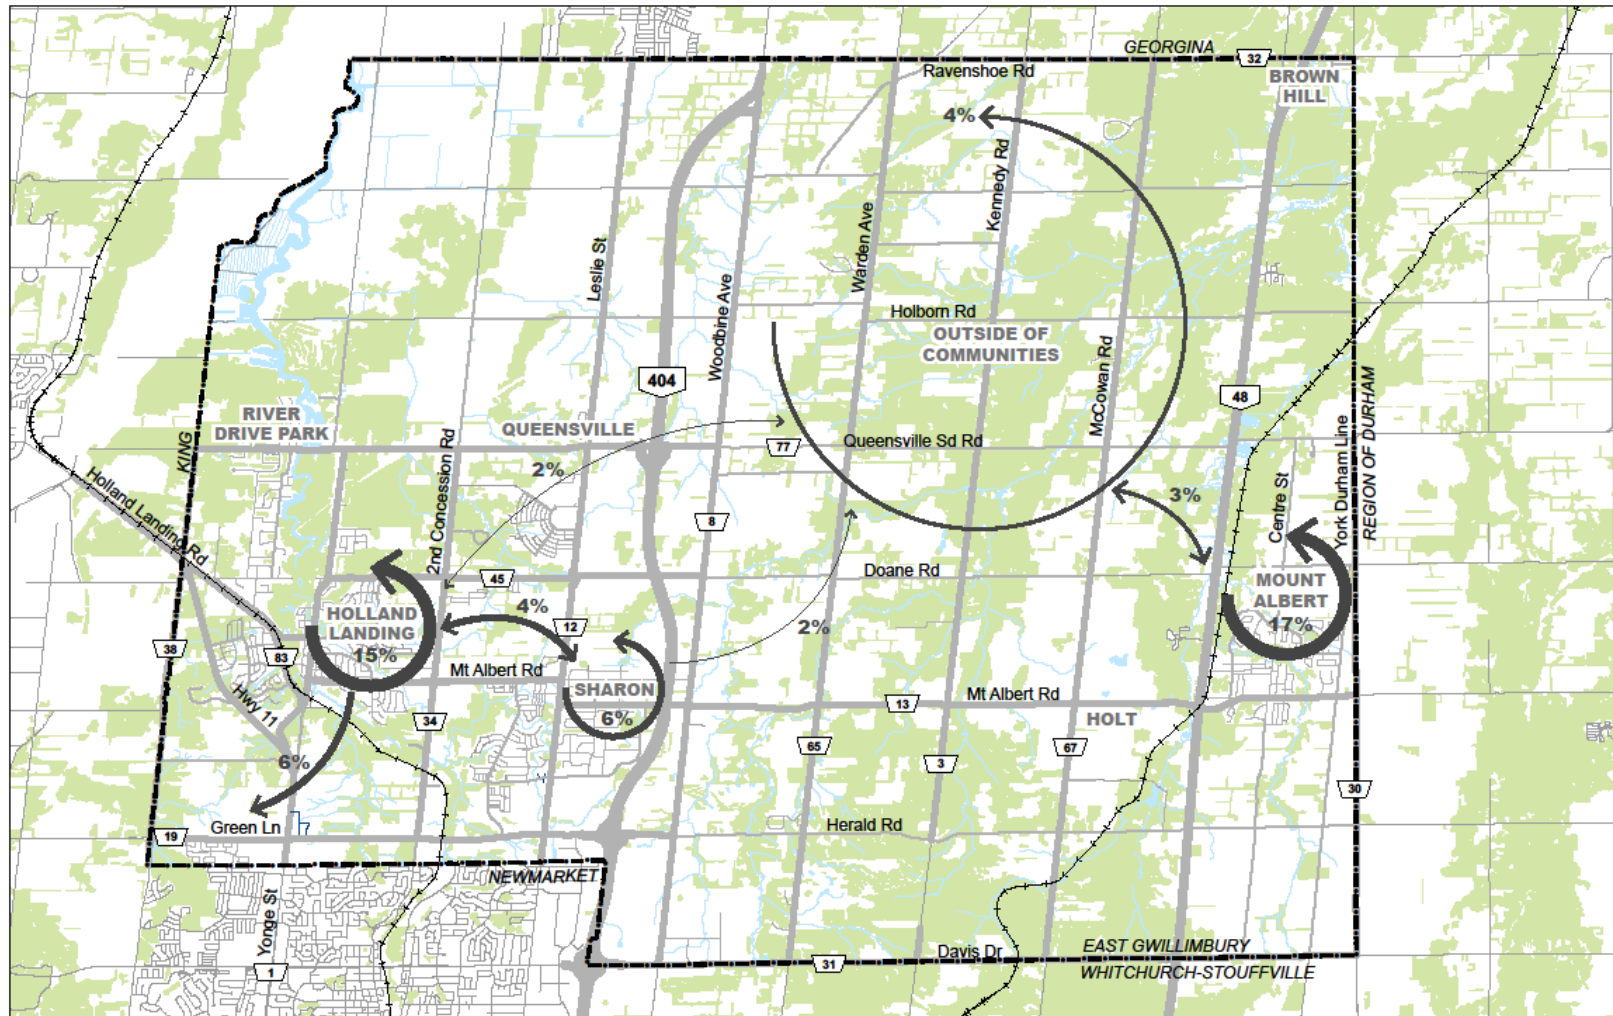 GEORGINA
32
Ravenshoe Rd
BROWN
HILL
4%
Kennedy Rd
Warden Ave
Leslie St
Woodbine Ave
Holborn Rd
OUTSIDE OF
COMMUNITIES
McCowan Rd
404
48
RIVER
DRIVE PARK
QUEENSVILLE
KING
2nd Concession Rd
77
Queensville Sd Rd
2%
3%
Centre St
York Durham Line
REGION OF DURHAM
Holland Landing Rd
8
45
Doane Rd
MOUNT
ALBERT
17%
HOLLAND
LANDING
15%
4%
12
2%
38
83
Mt Albert Rd
SHARON
6%
Hwy 11
34
13
Mt Albert Rd
HOLT
65
3
67
6%
30
19
Green Ln
Herald Rd
NEWMARKET
Yonge St
1
31
Davis Dr
EAST GWILLIMBURY
WHITCHURCH-STOUFFVILLE